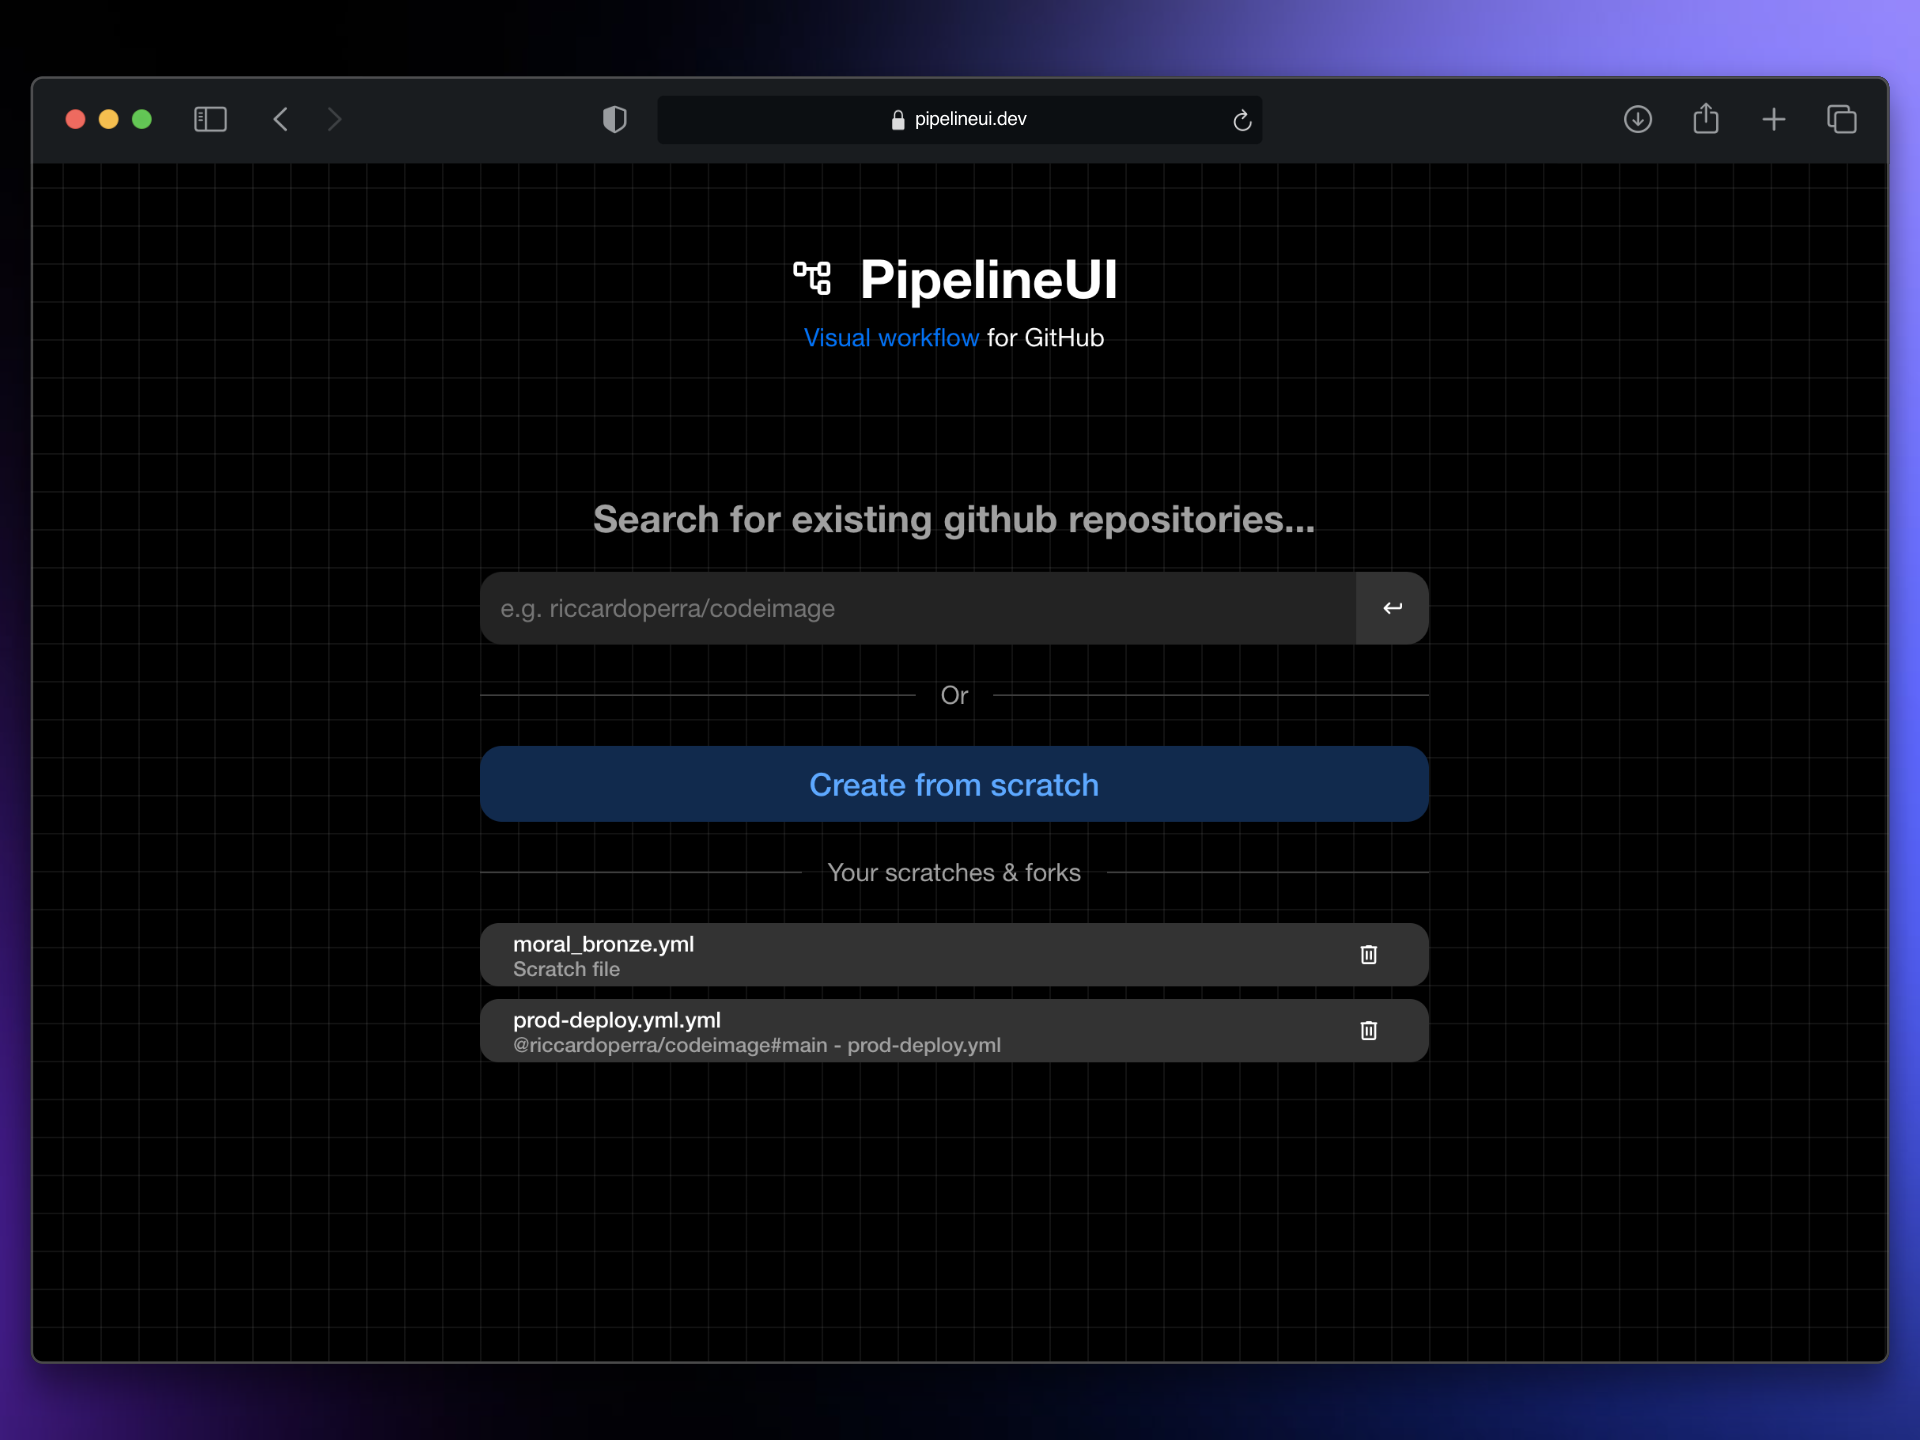 pipelineui.dev
PipelineUI
Visual workflow for GitHub
Search for existing github repositories...
e.g. riccardoperra/codeimage
Or
Create from scratch
Your scratches & forks
moral_bronze.yml
Scratch file
prod-deploy.yml.yml
@riccardoperra/codeimage#main - prod-deploy.yml